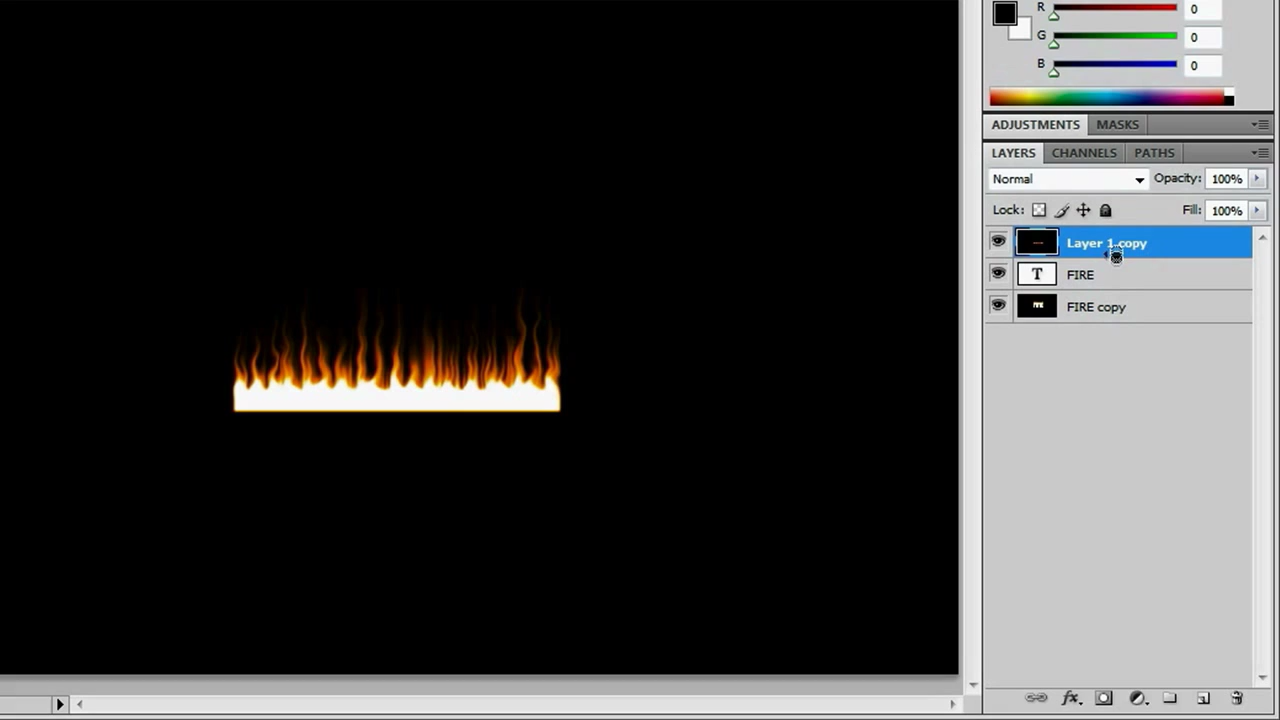 R 0
G 0
B 0
ADJUSTMENTS MASKS
LAYERS CHANNELS PATHS
Normal Opacity: 100%
Lock: Fill: 100%
Layer 1 copy
T FIRE
FIRE copy
fx